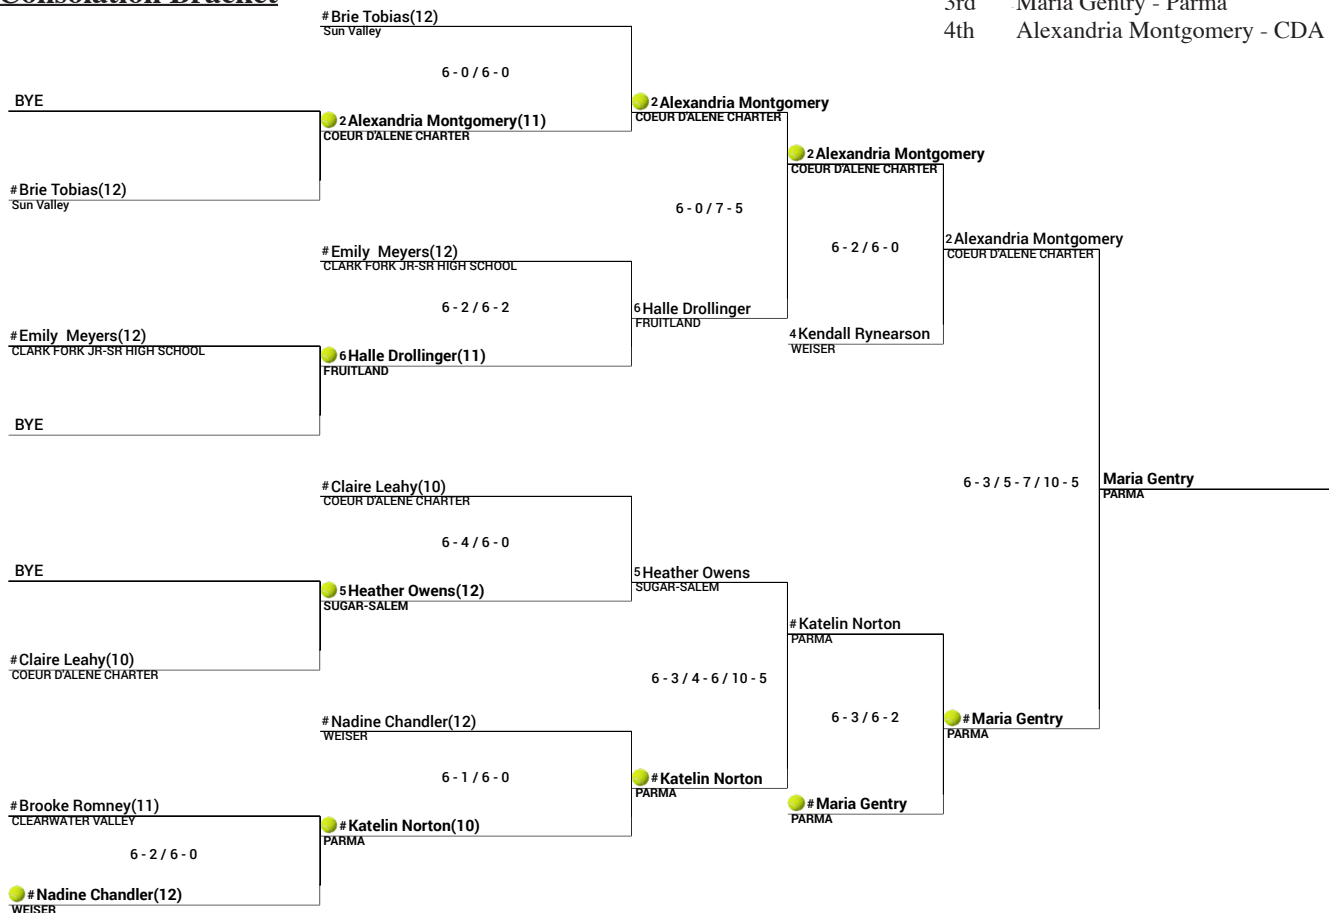 Consolation Bracket
3rd Maria Gentry - Parma
4th Alexandria Montgomery - CDA
#Brie Tobias(12)
Sun Valley
6 - 0 / 6 - 0
BYE
2 Alexandria Montgomery(11)
COEUR D'ALENE CHARTER
2 Alexandria Montgomery
COEUR D'ALENE CHARTER
#Brie Tobias(12)
Sun Valley
2 Alexandria Montgomery
COEUR D'ALENE CHARTER
6 - 0 / 7 - 5
#Emily Meyers(12)
CLARK FORK JR-SR HIGH SCHOOL
6 - 2 / 6 - 0
2 Alexandria Montgomery
COEUR D'ALENE CHARTER
6 - 2 / 6 - 2
6 Halle Drollinger
FRUITLAND
#Emily Meyers(12)
CLARK FORK JR-SR HIGH SCHOOL
4 Kendall Rynearson
WEISER
6 Halle Drollinger(11)
FRUITLAND
BYE
#Claire Leahy(10)
COEUR D'ALENE CHARTER
6 - 3 / 5 - 7 / 10 - 5
Maria Gentry
PARMA
6 - 4 / 6 - 0
BYE
5 Heather Owens(12)
SUGAR-SALEM
5 Heather Owens
SUGAR-SALEM
#Katelin Norton
PARMA
#Claire Leahy(10)
COEUR D'ALENE CHARTER
6 - 3 / 4 - 6 / 10 - 5
#Nadine Chandler(12)
WEISER
6 - 3 / 6 - 2
#Maria Gentry
PARMA
6 - 1 / 6 - 0
#Katelin Norton
PARMA
#Brooke Romney(11)
CLEARWATER VALLEY
#Maria Gentry
PARMA
#Katelin Norton(10)
PARMA
6 - 2 / 6 - 0
#Nadine Chandler(12)
WEISER